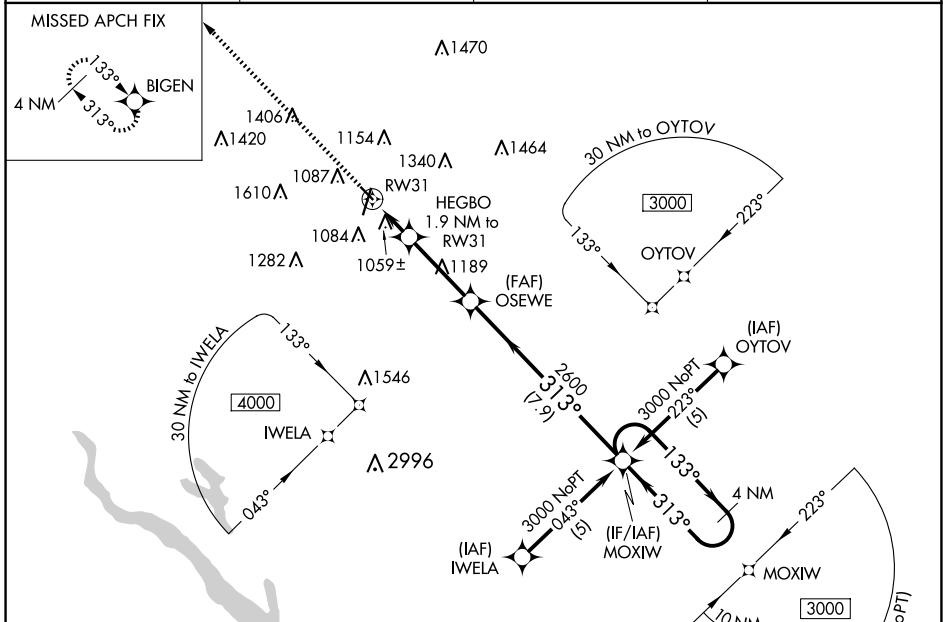 MISSED APCH FIX
133°
BIGEN
4 NM
313°
1470
1406
1420
1154
1464
1340
1087
RW31
1610
HEGBO
1.9 NM to
RW31
1084
1282
1059±
1189
(FAF)
OSEWE
30 NM to OYTOV
3000
223°
133°
OYTOV
(IAF)
OYTOV
30 NM to IWELA
133°
4000
1546
IWELA
2996
043°
2600
313°
(7.9)
3000 NoPT
223°
(5)
133°
4 NM
313°
3000 NoPT
043°
(5)
(IF/IAF)
MOXIW
(IAF)
IWELA
223°
MOXIW
3000
10 NM
oPT)